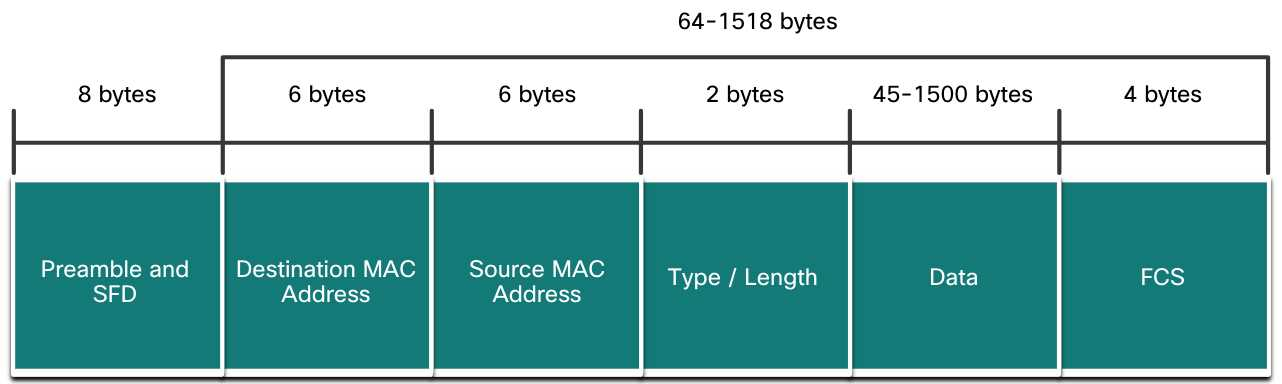 64-1518 bytes
8 bytes
6 bytes
6 bytes
2 bytes
45-1500 bytes
4 bytes
Preamble and
SFD
Destination MAC
Address
Source MAC
Address
Type / Length
Data
FCS